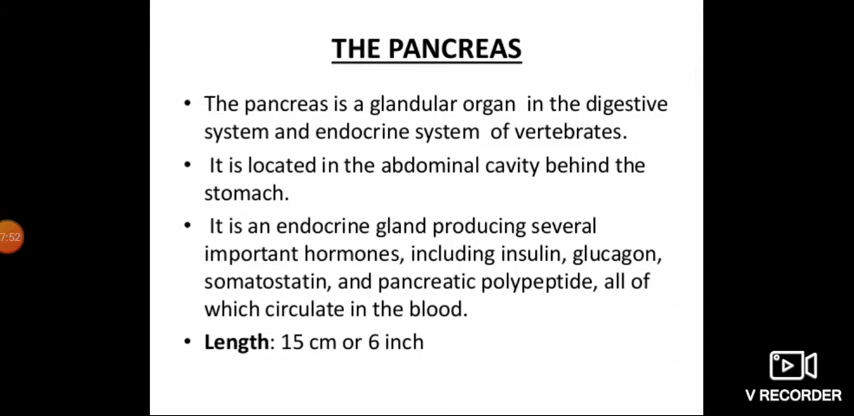 THE PANCREAS
• The pancreas is a glandular organ in the digestive
system and endocrine system of vertebrates.
• It is located in the abdominal cavity behind the
stomach.
• It is an endocrine gland producing several
important hormones, including insulin, glucagon,
somatostatin, and pancreatic polypeptide, all of
which circulate in the blood.
• Length: 15 cm or 6 inch
7:52
V RECORDER